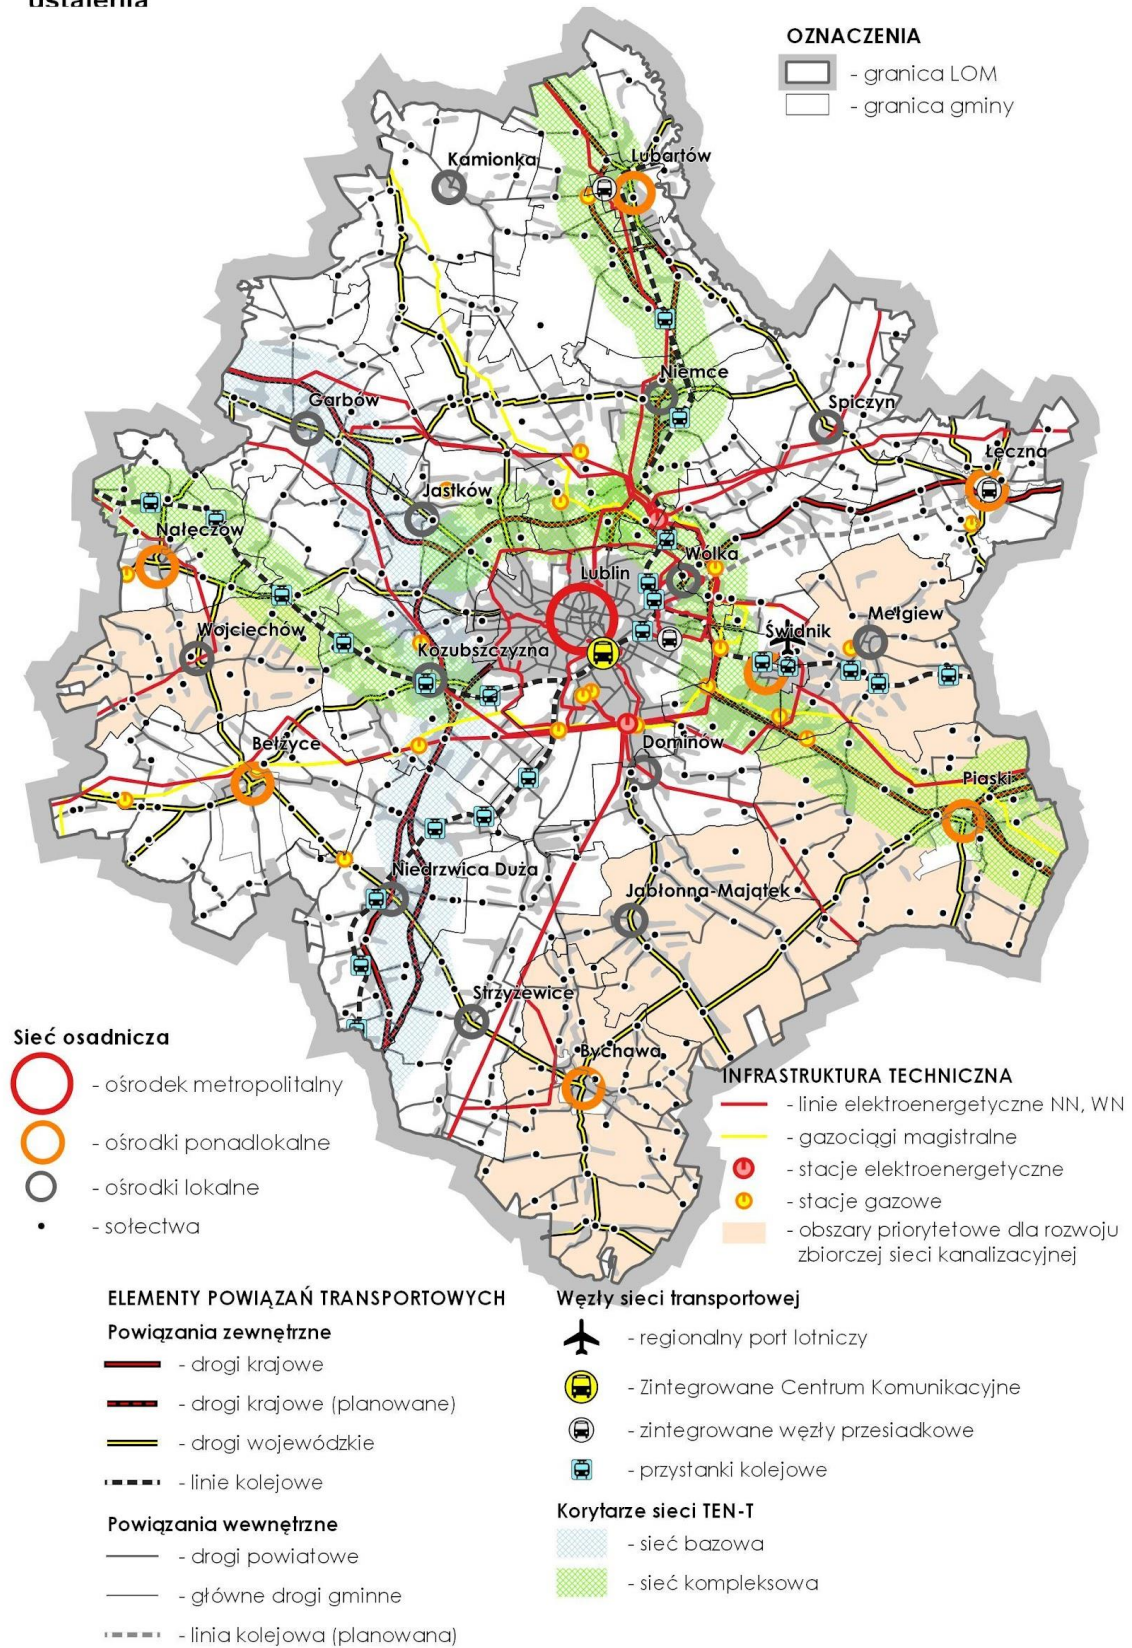 ustalenia
OZNACZENIA
- granica LOM
- granica gminy
Kamionka
Lubartów
Niemce
Garbów
Spiczyn
Łęczna
Jastków
Nałęczów
Wólka
Lublin
Mełgiew
Wojciechów
Świdnik
Kozubszczyzna
Bełżyce
Dominów
Piaski
Niedrzwica Duża
Jabłonna-Majątek
Strzyżewice
Bychawa
Sieć osadnicza
- ośrodek metropolitalny
- ośrodki ponadlokalne
- ośrodki lokalne
- sołectwa
INFRASTRUKTURA TECHNICZNA
- linie elektroenergetyczne NN, WN
- gazociągi magistralne
- stacje elektroenergetyczne
- stacje gazowe
- obszary priorytetowe dla rozwoju
zbiorczej sieci kanalizacyjnej
ELEMENTY POWIĄZAŃ TRANSPORTOWYCH
Powiązania zewnętrzne
- drogi krajowe
- drogi krajowe (planowane)
- drogi wojewódzkie
- linie kolejowe
Powiązania wewnętrzne
- drogi powiatowe
- główne drogi gminne
- linia kolejowa (planowana)
Węzły sieci transportowej
- regionalny port lotniczy
- Zintegrowane Centrum Komunikacyjne
- zintegrowane węzły przesiadkowe
- przystanki kolejowe
Korytarze sieci TEN-T
- sieć bazowa
- sieć kompleksowa